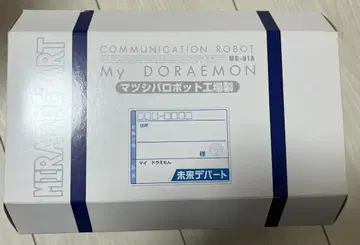 COMMUNICATION ROBOT
MD-01A
My DORAEMON
マツシバロボット工場製
MIRAI DEPART
住所
様
マイ ドラえもん
未来デパート